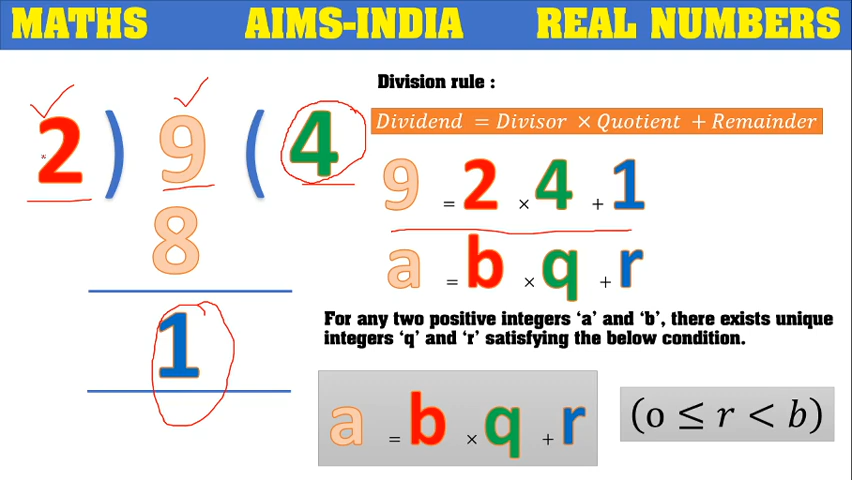 MATHS AIMS-INDIA REAL NUMBERS
Division rule :
Dividend = Divisor × Quotient + Remainder
2 ) 9 ( 4
8
1
9 = 2 × 4 + 1
a = b × q + r
For any two positive integers ‘a’ and ‘b’, there exists unique
integers ‘q’ and ‘r’ satisfying the below condition.
a = b × q + r
(o ≤ r < b)